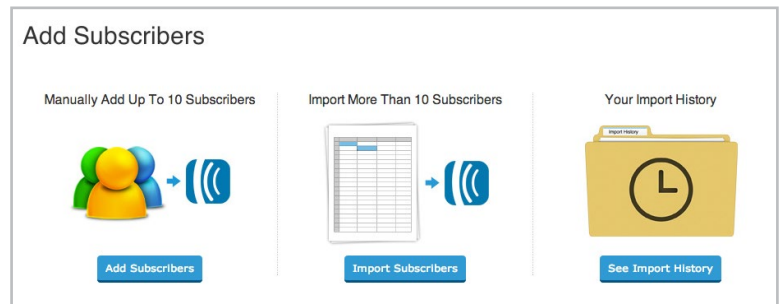 Add Subscribers
Manually Add Up To 10 Subscribers
Import More Than 10 Subscribers
Your Import History
Import History
Add Subscribers
Import Subscribers
See Import History